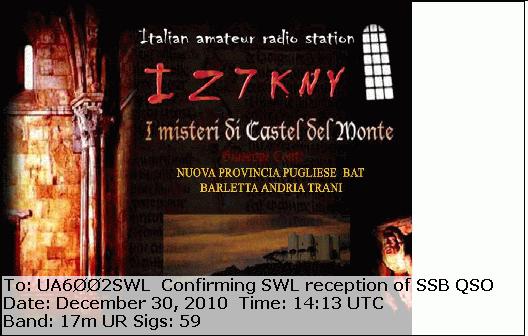 Italian amateur radio station
IZ7KNY
I misteri di Castel del Monte
Giuseppe Conte
NUOVA PROVINCIA PUGLIESE BAT
BARLETTA ANDRIA TRANI
To: UA6ØØ2SWL Confirming SWL reception of SSB QSO
Date: December 30, 2010 Time: 14:13 UTC
Band: 17m UR Sigs: 59